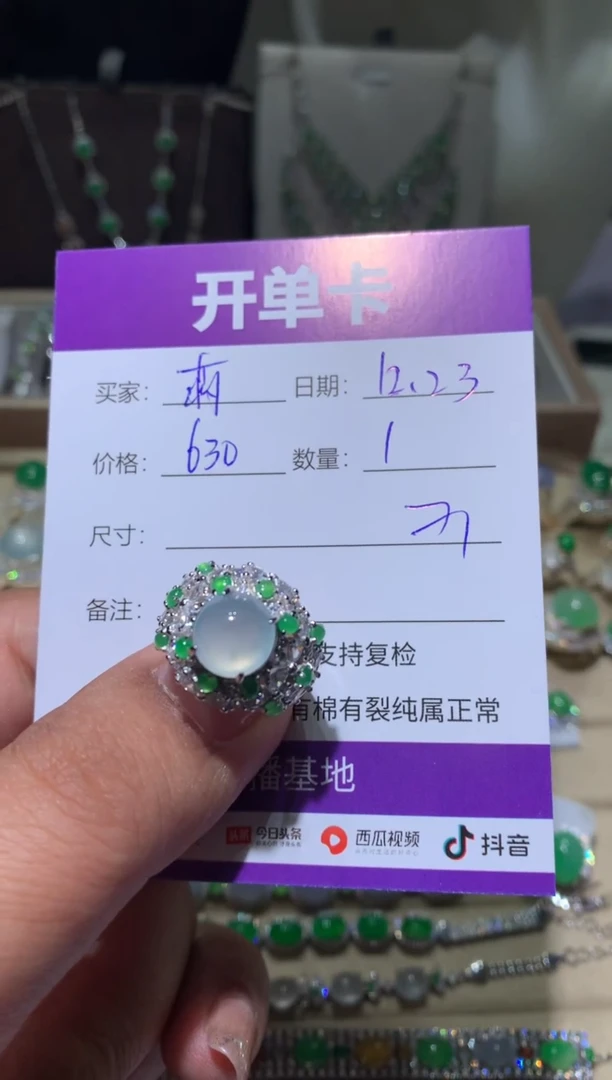 开单卡
买家： 日期：12.23
价格：630 数量：1
尺寸：
备注：
支持复检
有棉有裂纯属正常
播基地
头条 今日头条 西瓜视频 抖音